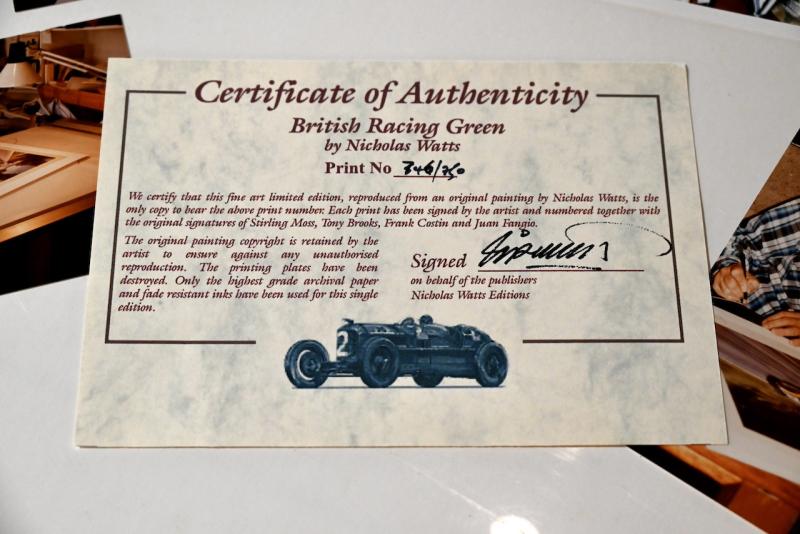 Certificate of Authenticity
British Racing Green
by Nicholas Watts
Print No 346/750
We certify that this fine art limited edition, reproduced from an original painting by Nicholas Watts, is the
only copy to bear the above print number. Each print has been signed by the artist and numbered together with
the original signatures of Stirling Moss, Tony Brooks, Frank Costin and Juan Fangio.
The original painting copyright is retained by the
artist to ensure against any unauthorised
reproduction. The printing plates have been
destroyed. Only the highest grade archival paper
and fade resistant inks have been used for this single
edition.
Signed
on behalf of the publishers
Nicholas Watts Editions
2